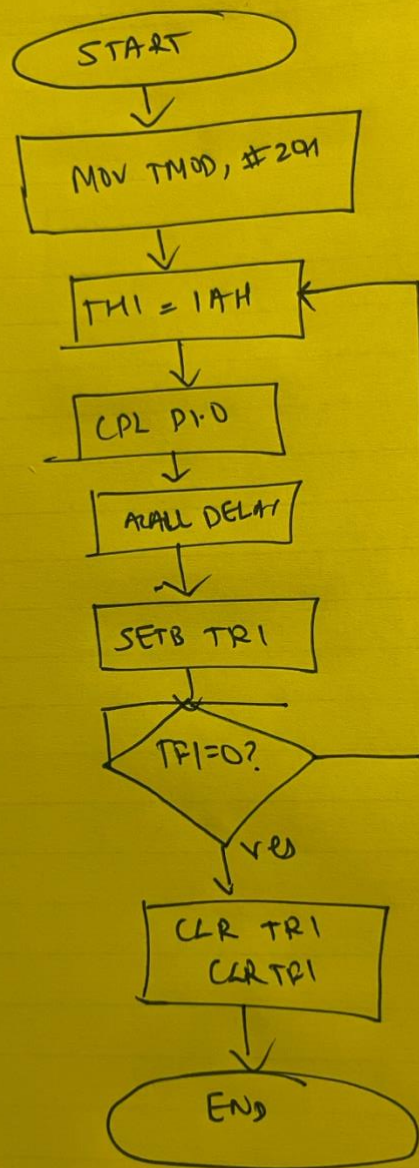 START
MOV TMOD, #20H
TH1 = 1AH
CPL P1.0
ACALL DELAY
SETB TR1
TF1=0?
Yes
CLR TR1
CLR TF1
END